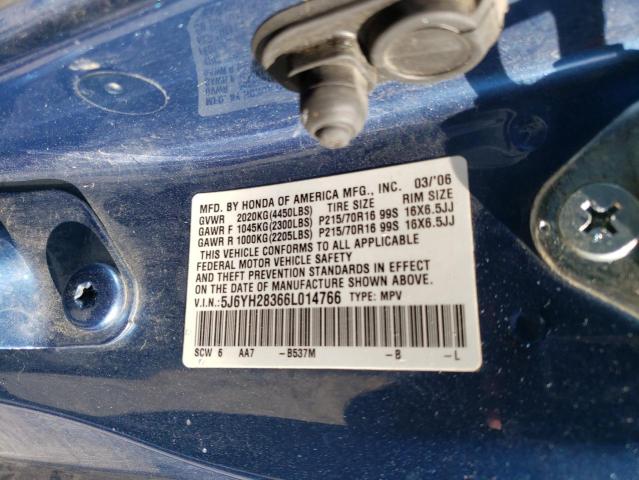 MFD. BY HONDA OF AMERICA MFG., INC. 03/'06
GVWR 2020KG(4450LBS) TIRE SIZE RIM SIZE
GAWR F 1045KG(2300LBS) P215/70R16 99S 16X6.5JJ
GAWR R 1000KG(2205LBS) P215/70R16 99S 16X6.5JJ
THIS VEHICLE CONFORMS TO ALL APPLICABLE
FEDERAL MOTOR VEHICLE SAFETY
AND THEFT PREVENTION STANDARDS IN EFFECT
ON THE DATE OF MANUFACTURE SHOWN ABOVE.
V.I.N.:5J6YH28366L014766 TYPE: MPV
SCW 6 AA7 -B537M -B -L